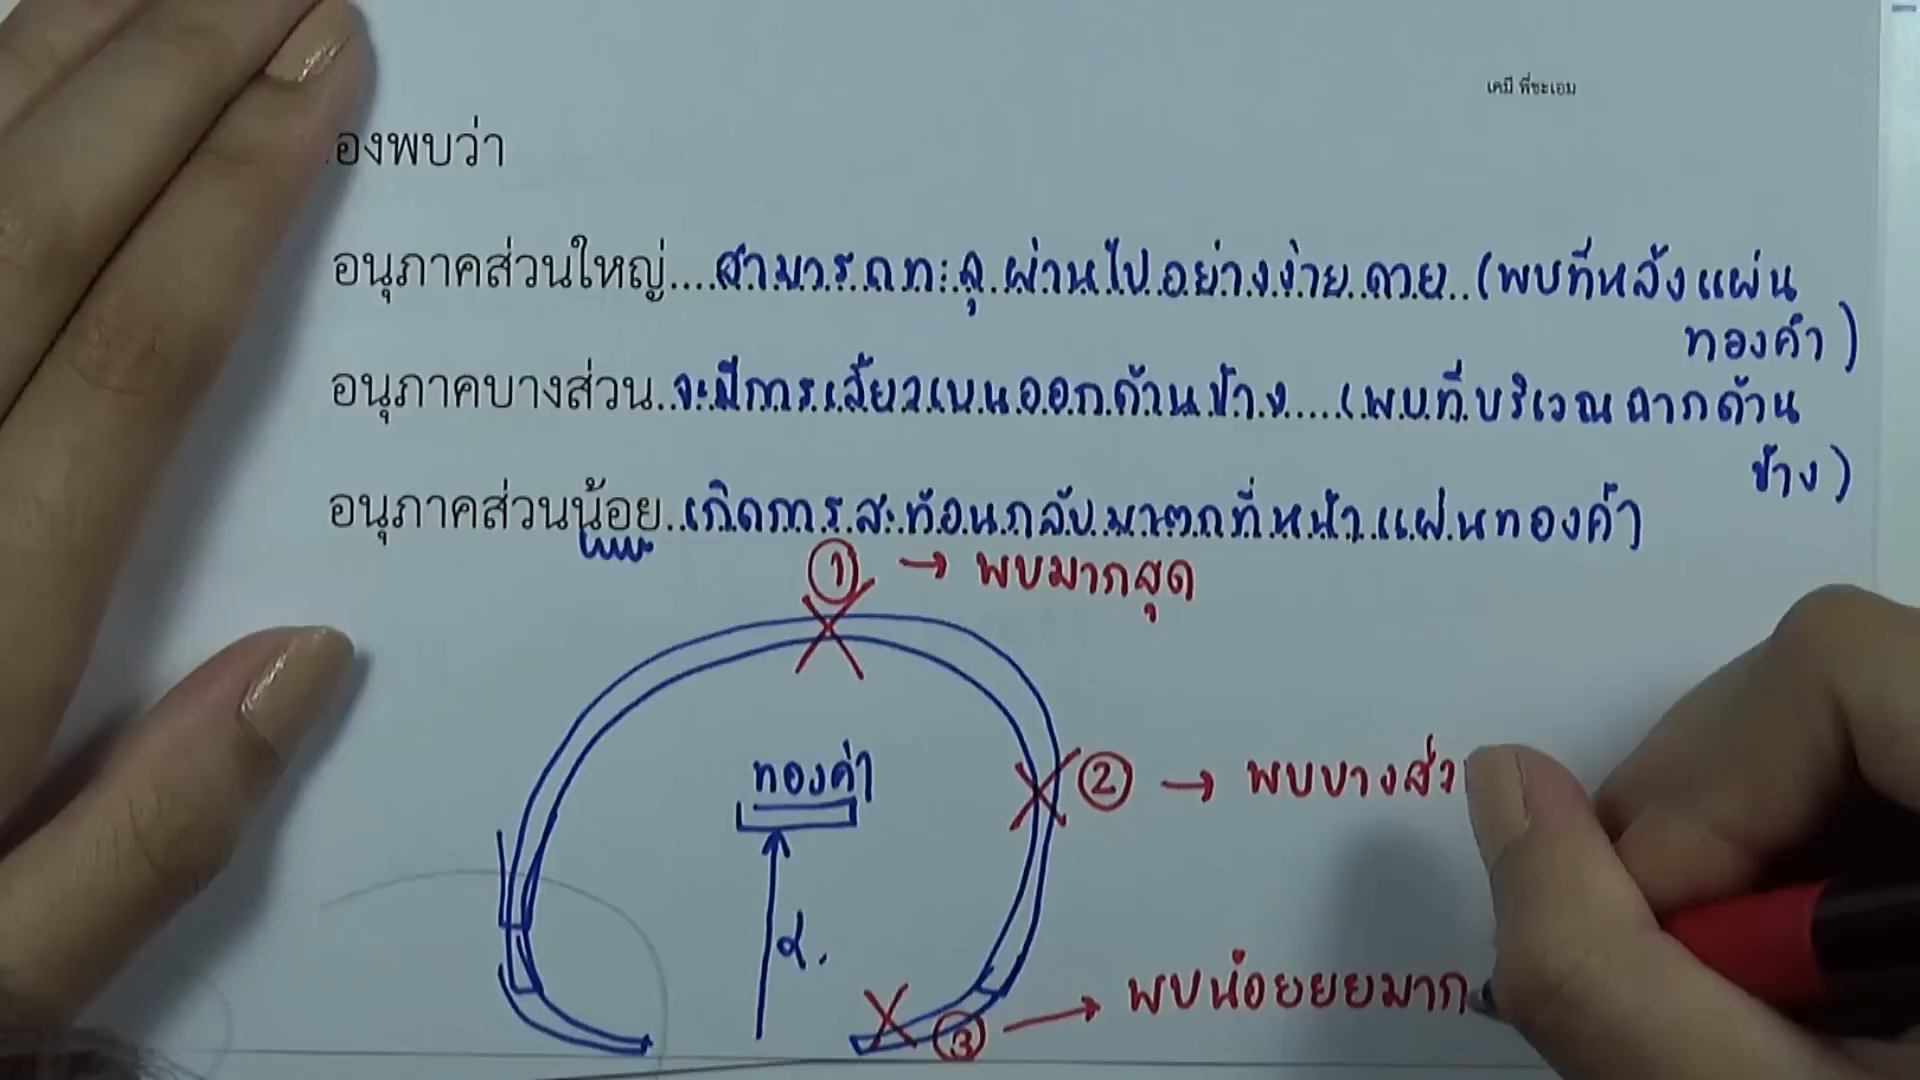 เคมี พี่ชะเอม
องพบว่า
อนุภาคส่วนใหญ่....สามารถทะลุผ่านไปอย่างง่ายดาย..(พบที่หลังแผ่น
ทองคำ)
อนุภาคบางส่วน..จะมีการเลี้ยวเบนออกด้านข้าง....(พบที่บริเวณฉากด้าน
ข้าง)
อนุภาคส่วนน้อย..เกิดการสะท้อนกลับมาตกที่หน้าแผ่นทองคำ
① → พบมากสุด
ทองคำ
② → พบบางส่ว
α.
③ → พบน้อยยยมาก